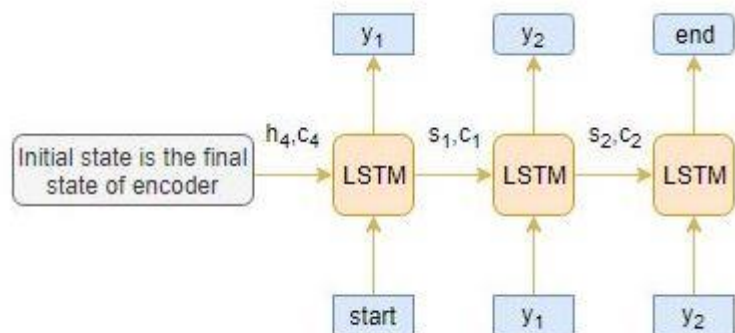 y₁ y₂ end
h₄,c₄ s₁,c₁ s₂,c₂
Initial state is the final
state of encoder
LSTM LSTM LSTM
start y₁ y₂